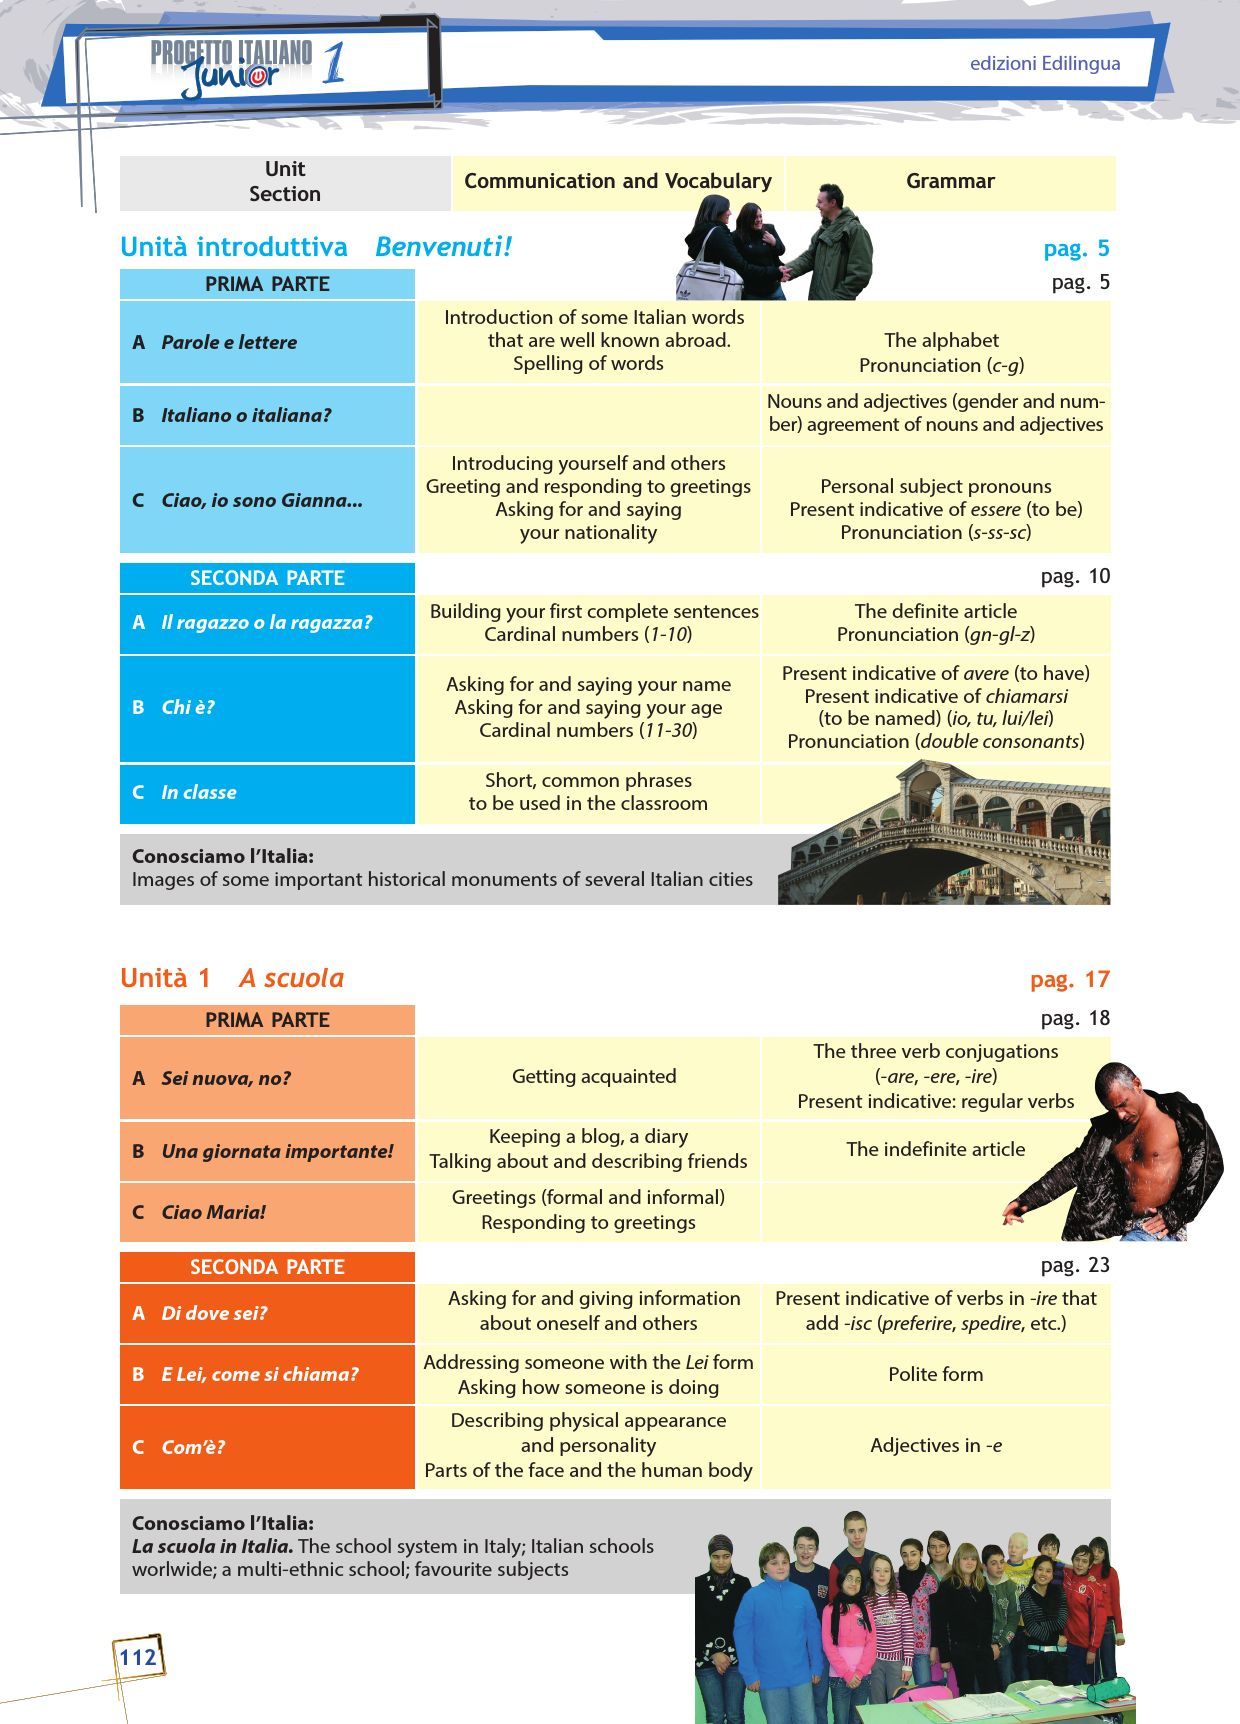 PROGETTO ITALIANO
Junior 1
edizioni Edilingua
Unit
Section
Communication and Vocabulary
Grammar
Unità introduttiva Benvenuti! pag. 5
PRIMA PARTE pag. 5
A Parole e lettere
Introduction of some Italian words
that are well known abroad.
Spelling of words
The alphabet
Pronunciation (c-g)
B Italiano o italiana?
Nouns and adjectives (gender and num-
ber) agreement of nouns and adjectives
C Ciao, io sono Gianna...
Introducing yourself and others
Greeting and responding to greetings
Asking for and saying
your nationality
Personal subject pronouns
Present indicative of essere (to be)
Pronunciation (s-ss-sc)
SECONDA PARTE pag. 10
A Il ragazzo o la ragazza?
Building your first complete sentences
Cardinal numbers (1-10)
The definite article
Pronunciation (gn-gl-z)
B Chi è?
Asking for and saying your name
Asking for and saying your age
Cardinal numbers (11-30)
Present indicative of avere (to have)
Present indicative of chiamarsi
(to be named) (io, tu, lui/lei)
Pronunciation (double consonants)
C In classe
Short, common phrases
to be used in the classroom
Conosciamo l'Italia:
Images of some important historical monuments of several Italian cities
Unità 1 A scuola pag. 17
PRIMA PARTE pag. 18
A Sei nuova, no?
Getting acquainted
The three verb conjugations
(-are, -ere, -ire)
Present indicative: regular verbs
B Una giornata importante!
Keeping a blog, a diary
Talking about and describing friends
The indefinite article
C Ciao Maria!
Greetings (formal and informal)
Responding to greetings
SECONDA PARTE pag. 23
A Di dove sei?
Asking for and giving information
about oneself and others
Present indicative of verbs in -ire that
add -isc (preferire, spedire, etc.)
B E Lei, come si chiama?
Addressing someone with the Lei form
Asking how someone is doing
Polite form
C Com'è?
Describing physical appearance
and personality
Parts of the face and the human body
Adjectives in -e
Conosciamo l'Italia:
La scuola in Italia. The school system in Italy; Italian schools
worlwide; a multi-ethnic school; favourite subjects
112